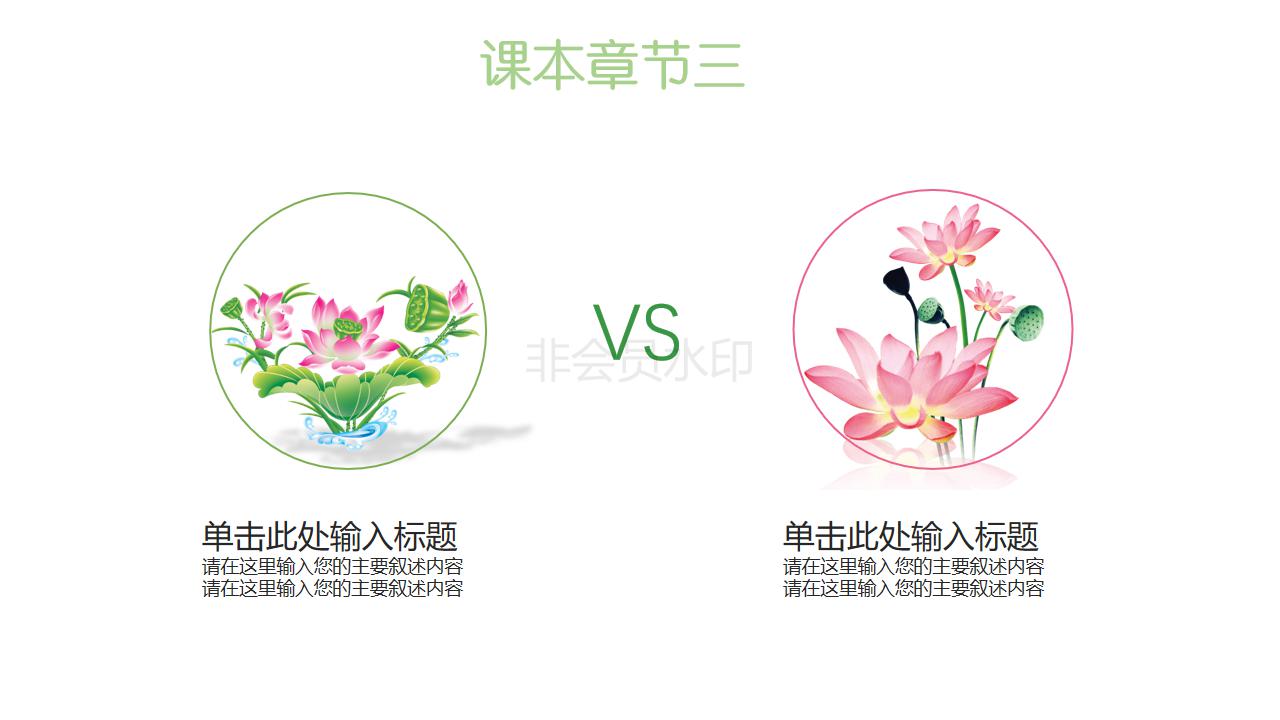 课本章节三
VS
非会员水印
单击此处输入标题
请在这里输入您的主要叙述内容
请在这里输入您的主要叙述内容
单击此处输入标题
请在这里输入您的主要叙述内容
请在这里输入您的主要叙述内容